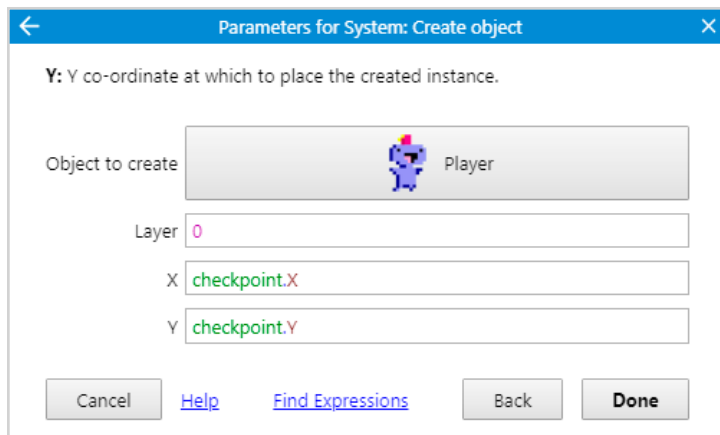 Parameters for System: Create object
Y: Y co-ordinate at which to place the created instance.
Object to create Player
Layer 0
X checkpoint.X
Y checkpoint.Y
Cancel Help Find Expressions Back Done